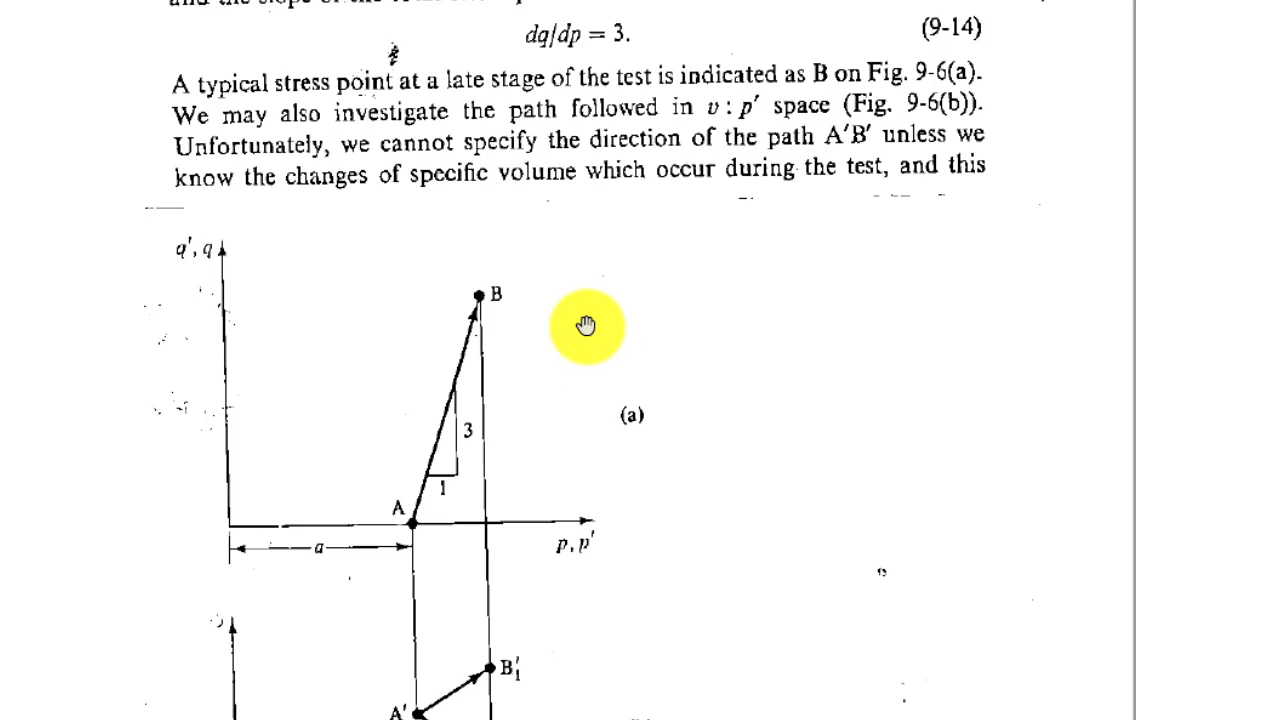 dq/dp = 3. (9-14)
A typical stress point at a late stage of the test is indicated as B on Fig. 9-6(a).
We may also investigate the path followed in v : p′ space (Fig. 9-6(b)).
Unfortunately, we cannot specify the direction of the path A′B′ unless we
know the changes of specific volume which occur during the test, and this
q′, q
B
(a)
3
1
A
a
p, p′
B′₁
A′